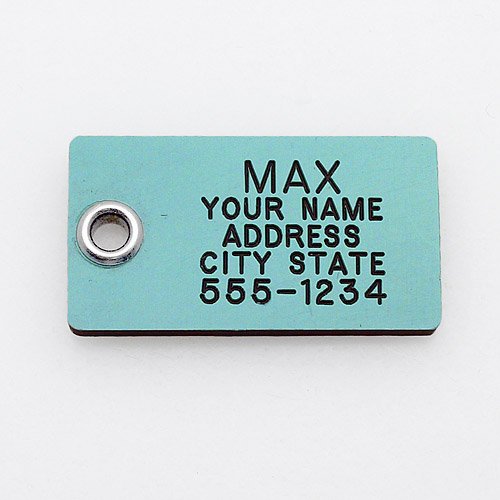 MAX
YOUR NAME
ADDRESS
CITY STATE
555-1234